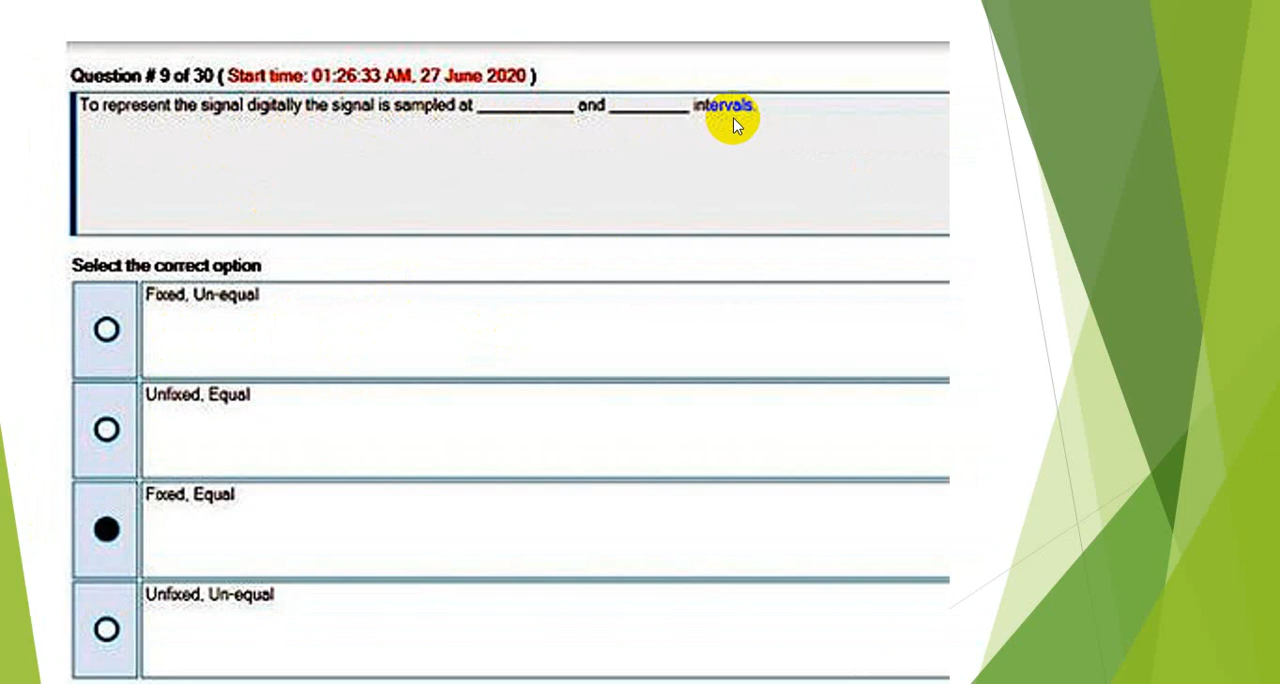 Question # 9 of 30 ( Start time: 01:26:33 AM, 27 June 2020 )
To represent the signal digitally the signal is sampled at __________ and ________ intervals.
Select the correct option
Fixed, Un-equal
Unfixed, Equal
Fixed, Equal
Unfixed, Un-equal